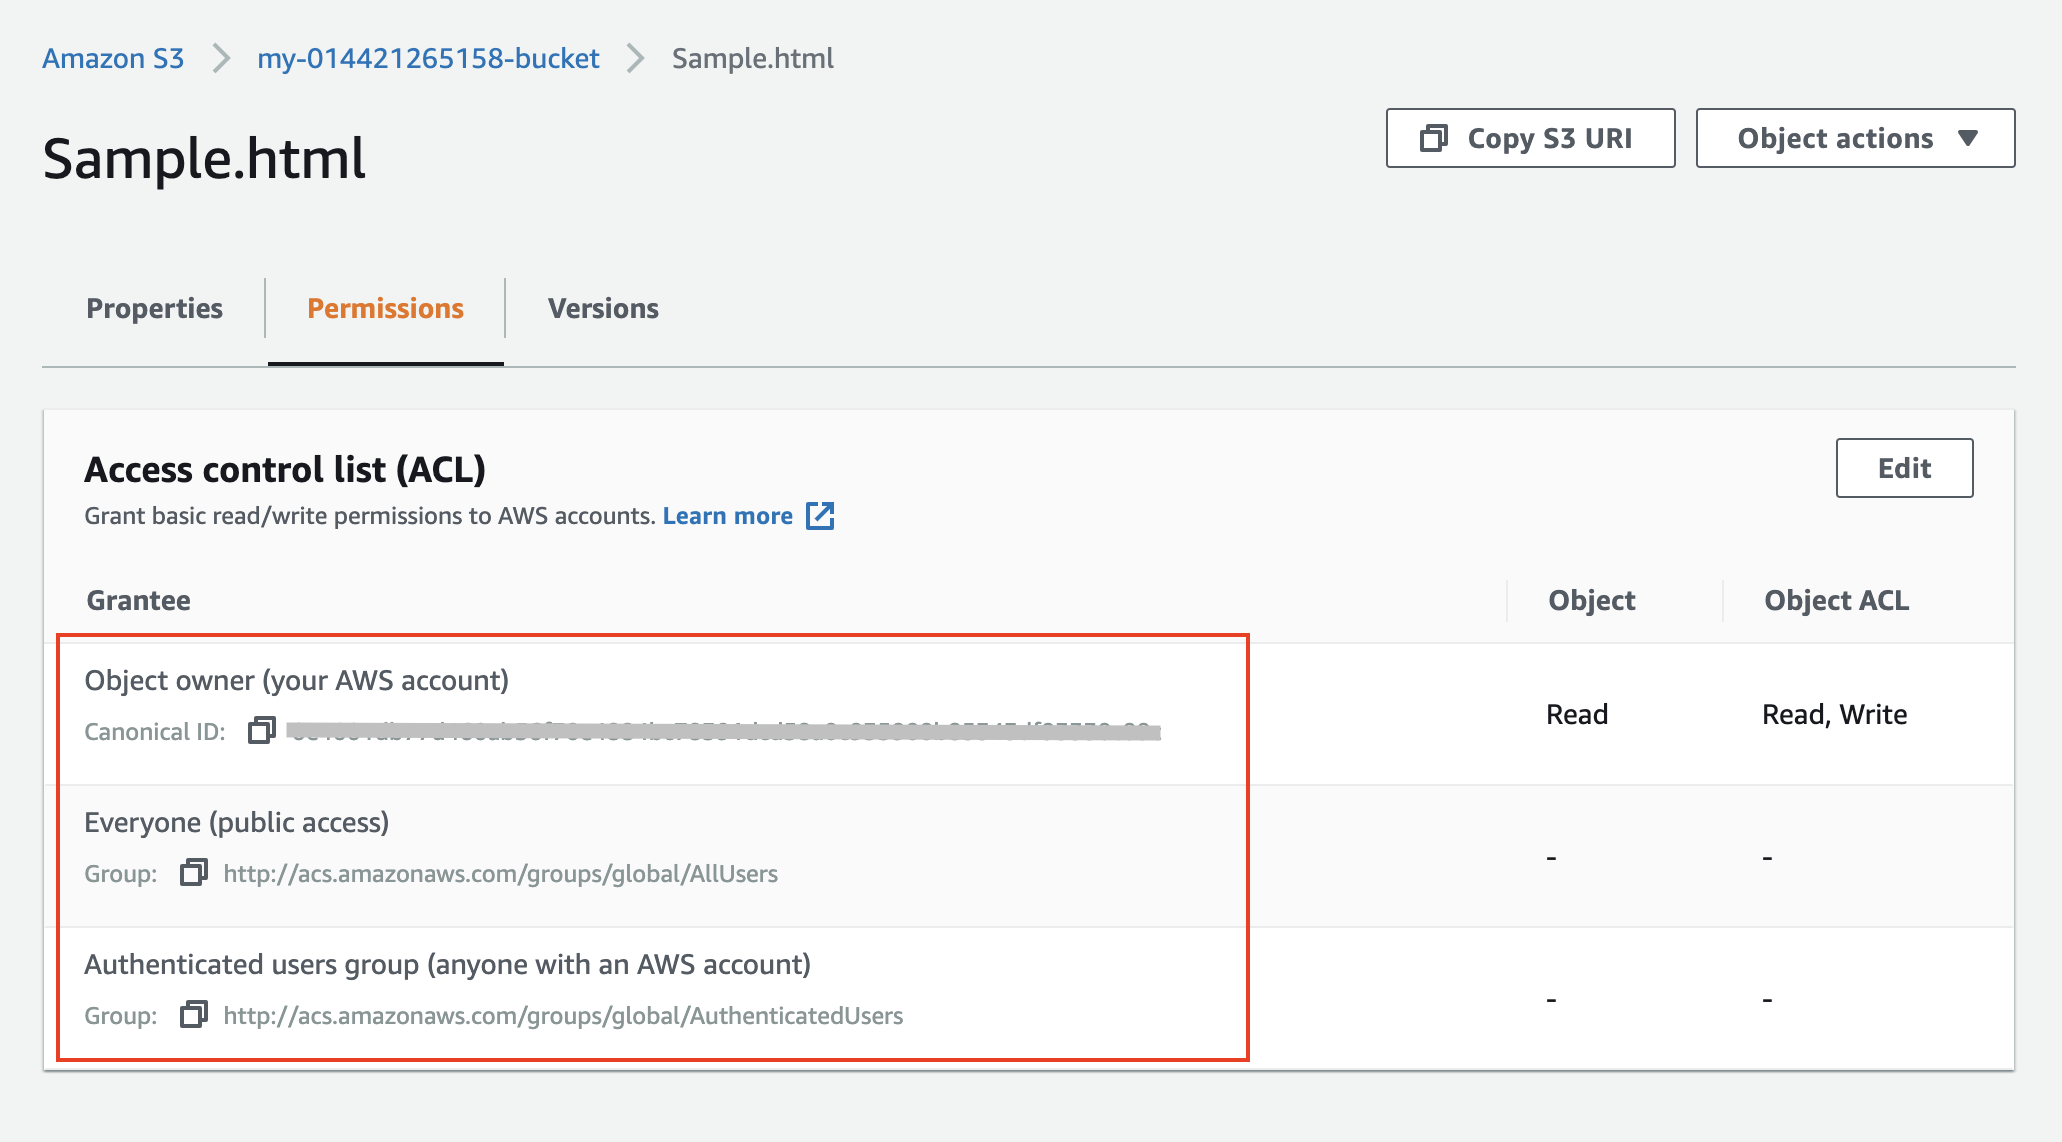 Amazon S3 > my-014421265158-bucket > Sample.html
Sample.html
Copy S3 URI
Object actions ▼
Properties
Permissions
Versions
Access control list (ACL)
Edit
Grant basic read/write permissions to AWS accounts. Learn more
Grantee
Object
Object ACL
Object owner (your AWS account)
Canonical ID:
Read
Read, Write
Everyone (public access)
Group: http://acs.amazonaws.com/groups/global/AllUsers
-
-
Authenticated users group (anyone with an AWS account)
Group: http://acs.amazonaws.com/groups/global/AuthenticatedUsers
-
-